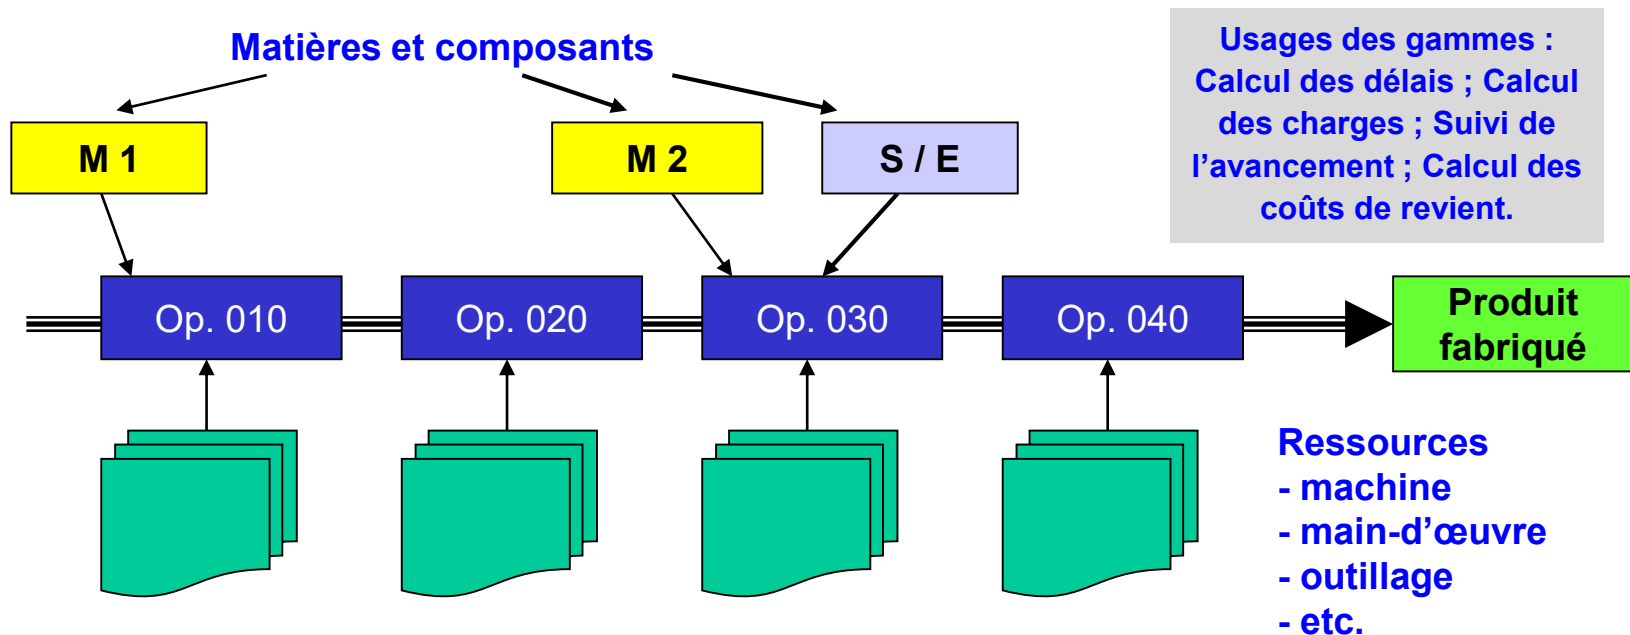 Matières et composants
Usages des gammes :
Calcul des délais ; Calcul
des charges ; Suivi de
l’avancement ; Calcul des
coûts de revient.
M 1
M 2
S / E
Op. 010
Op. 020
Op. 030
Op. 040
Produit
fabriqué
Ressources
- machine
- main-d’œuvre
- outillage
- etc.